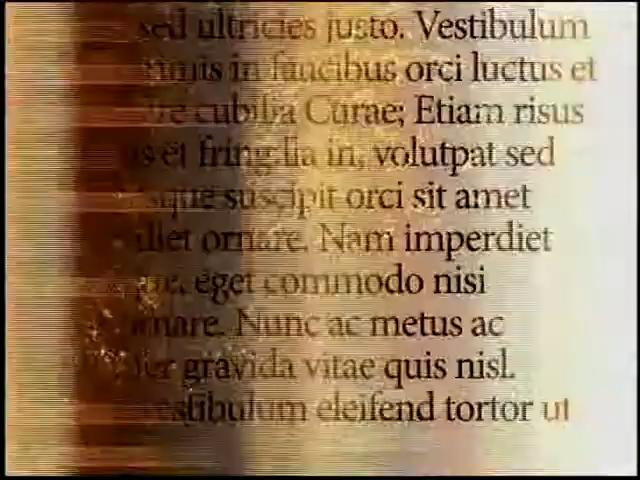 sed ultricies justo. Vestibulum
in faucibus orci luctus et
cubilia Curae; Etiam risus
et fringilla in, volutpat sed
suscipit orci sit amet
ornare. Nam imperdiet
eget commodo nisi
ornare. Nunc ac metus ac
gravida vitae quis nisl.
vestibulum eleifend tortor ut